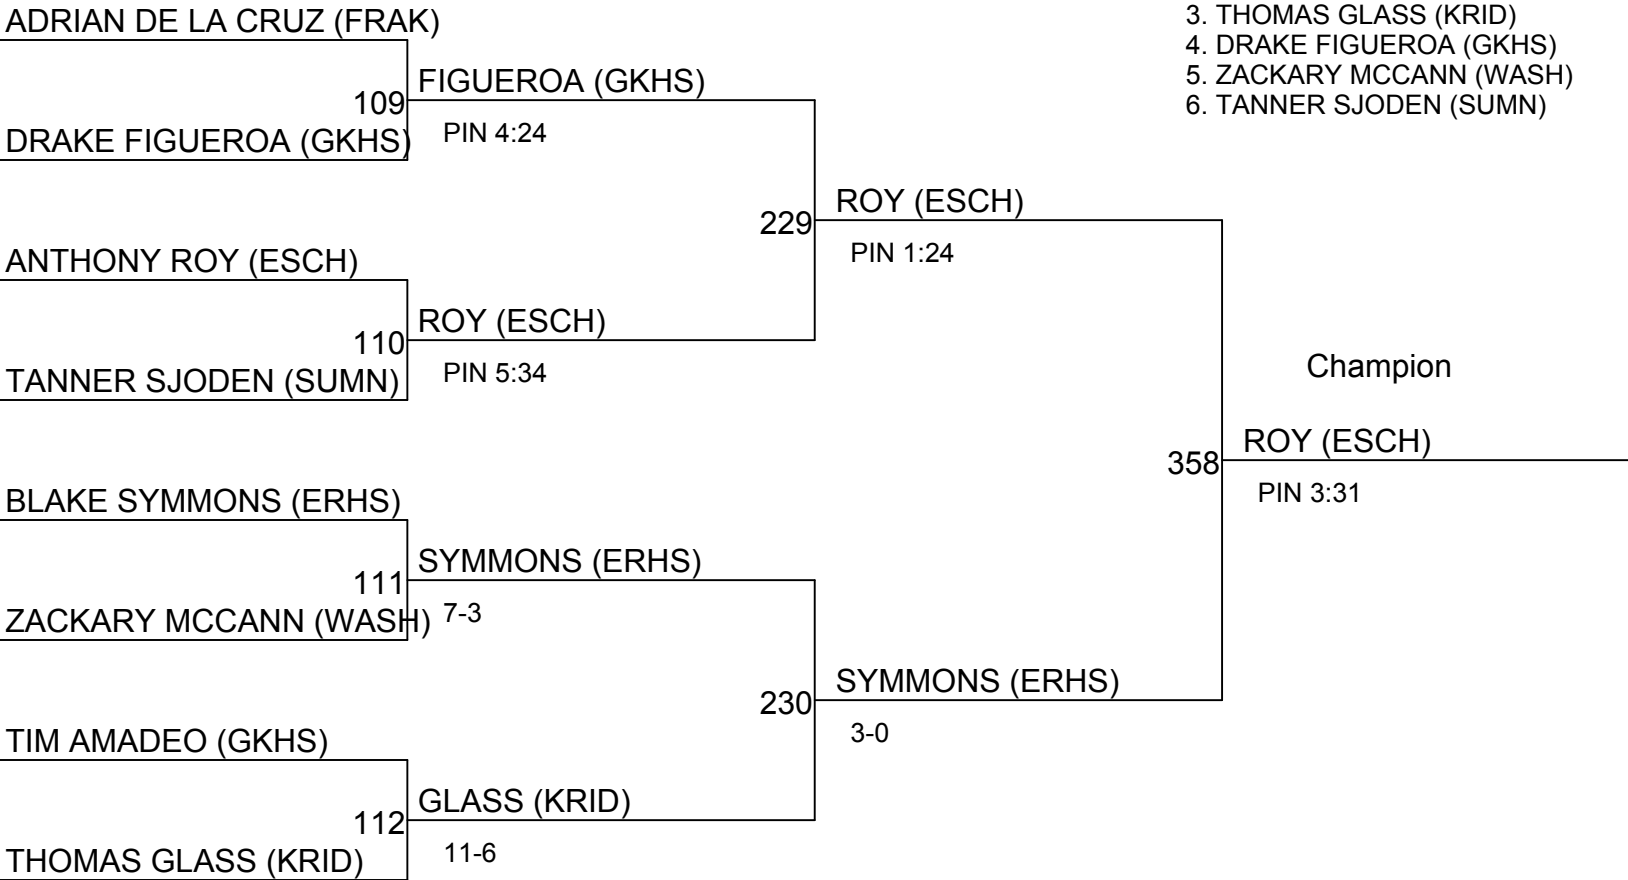 ADRIAN DE LA CRUZ (FRAK)
109
DRAKE FIGUEROA (GKHS)
FIGUEROA (GKHS)
PIN 4:24
ANTHONY ROY (ESCH)
110
TANNER SJODEN (SUMN)
ROY (ESCH)
PIN 5:34
229
ROY (ESCH)
PIN 1:24
BLAKE SYMMONS (ERHS)
111
ZACKARY MCCANN (WASH)
SYMMONS (ERHS)
7-3
TIM AMADEO (GKHS)
112
THOMAS GLASS (KRID)
GLASS (KRID)
11-6
230
SYMMONS (ERHS)
3-0
358
Champion
ROY (ESCH)
PIN 3:31
3. THOMAS GLASS (KRID)
4. DRAKE FIGUEROA (GKHS)
5. ZACKARY MCCANN (WASH)
6. TANNER SJODEN (SUMN)